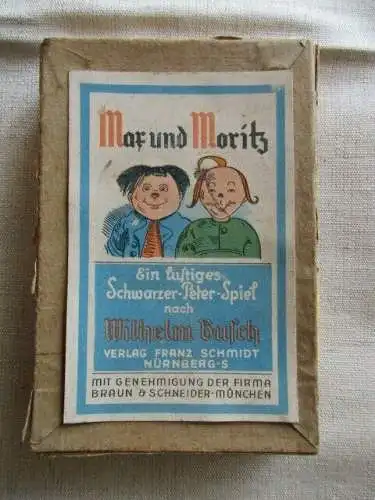 Max und Moritz
Ein lustiges
Schwarzer-Peter-Spiel
nach
Wilhelm Busch
VERLAG FRANZ SCHMIDT
NÜRNBERG-S
MIT GENEHMIGUNG DER FIRMA
BRAUN & SCHNEIDER-MÜNCHEN